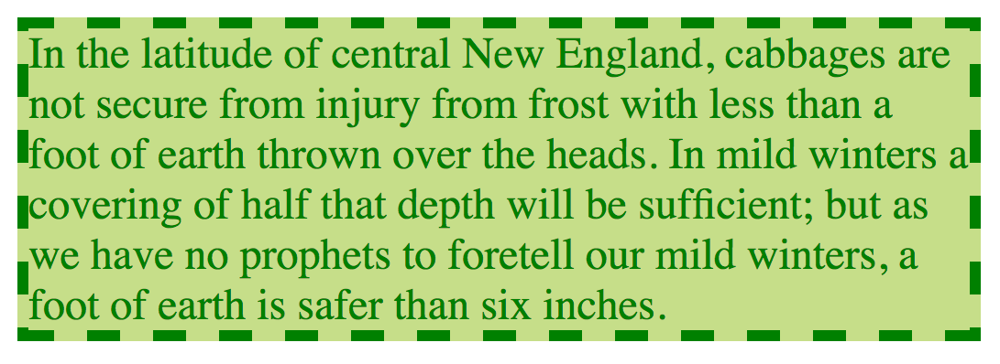 In the latitude of central New England, cabbages are
not secure from injury from frost with less than a
foot of earth thrown over the heads. In mild winters a
covering of half that depth will be sufficient; but as
we have no prophets to foretell our mild winters, a
foot of earth is safer than six inches.